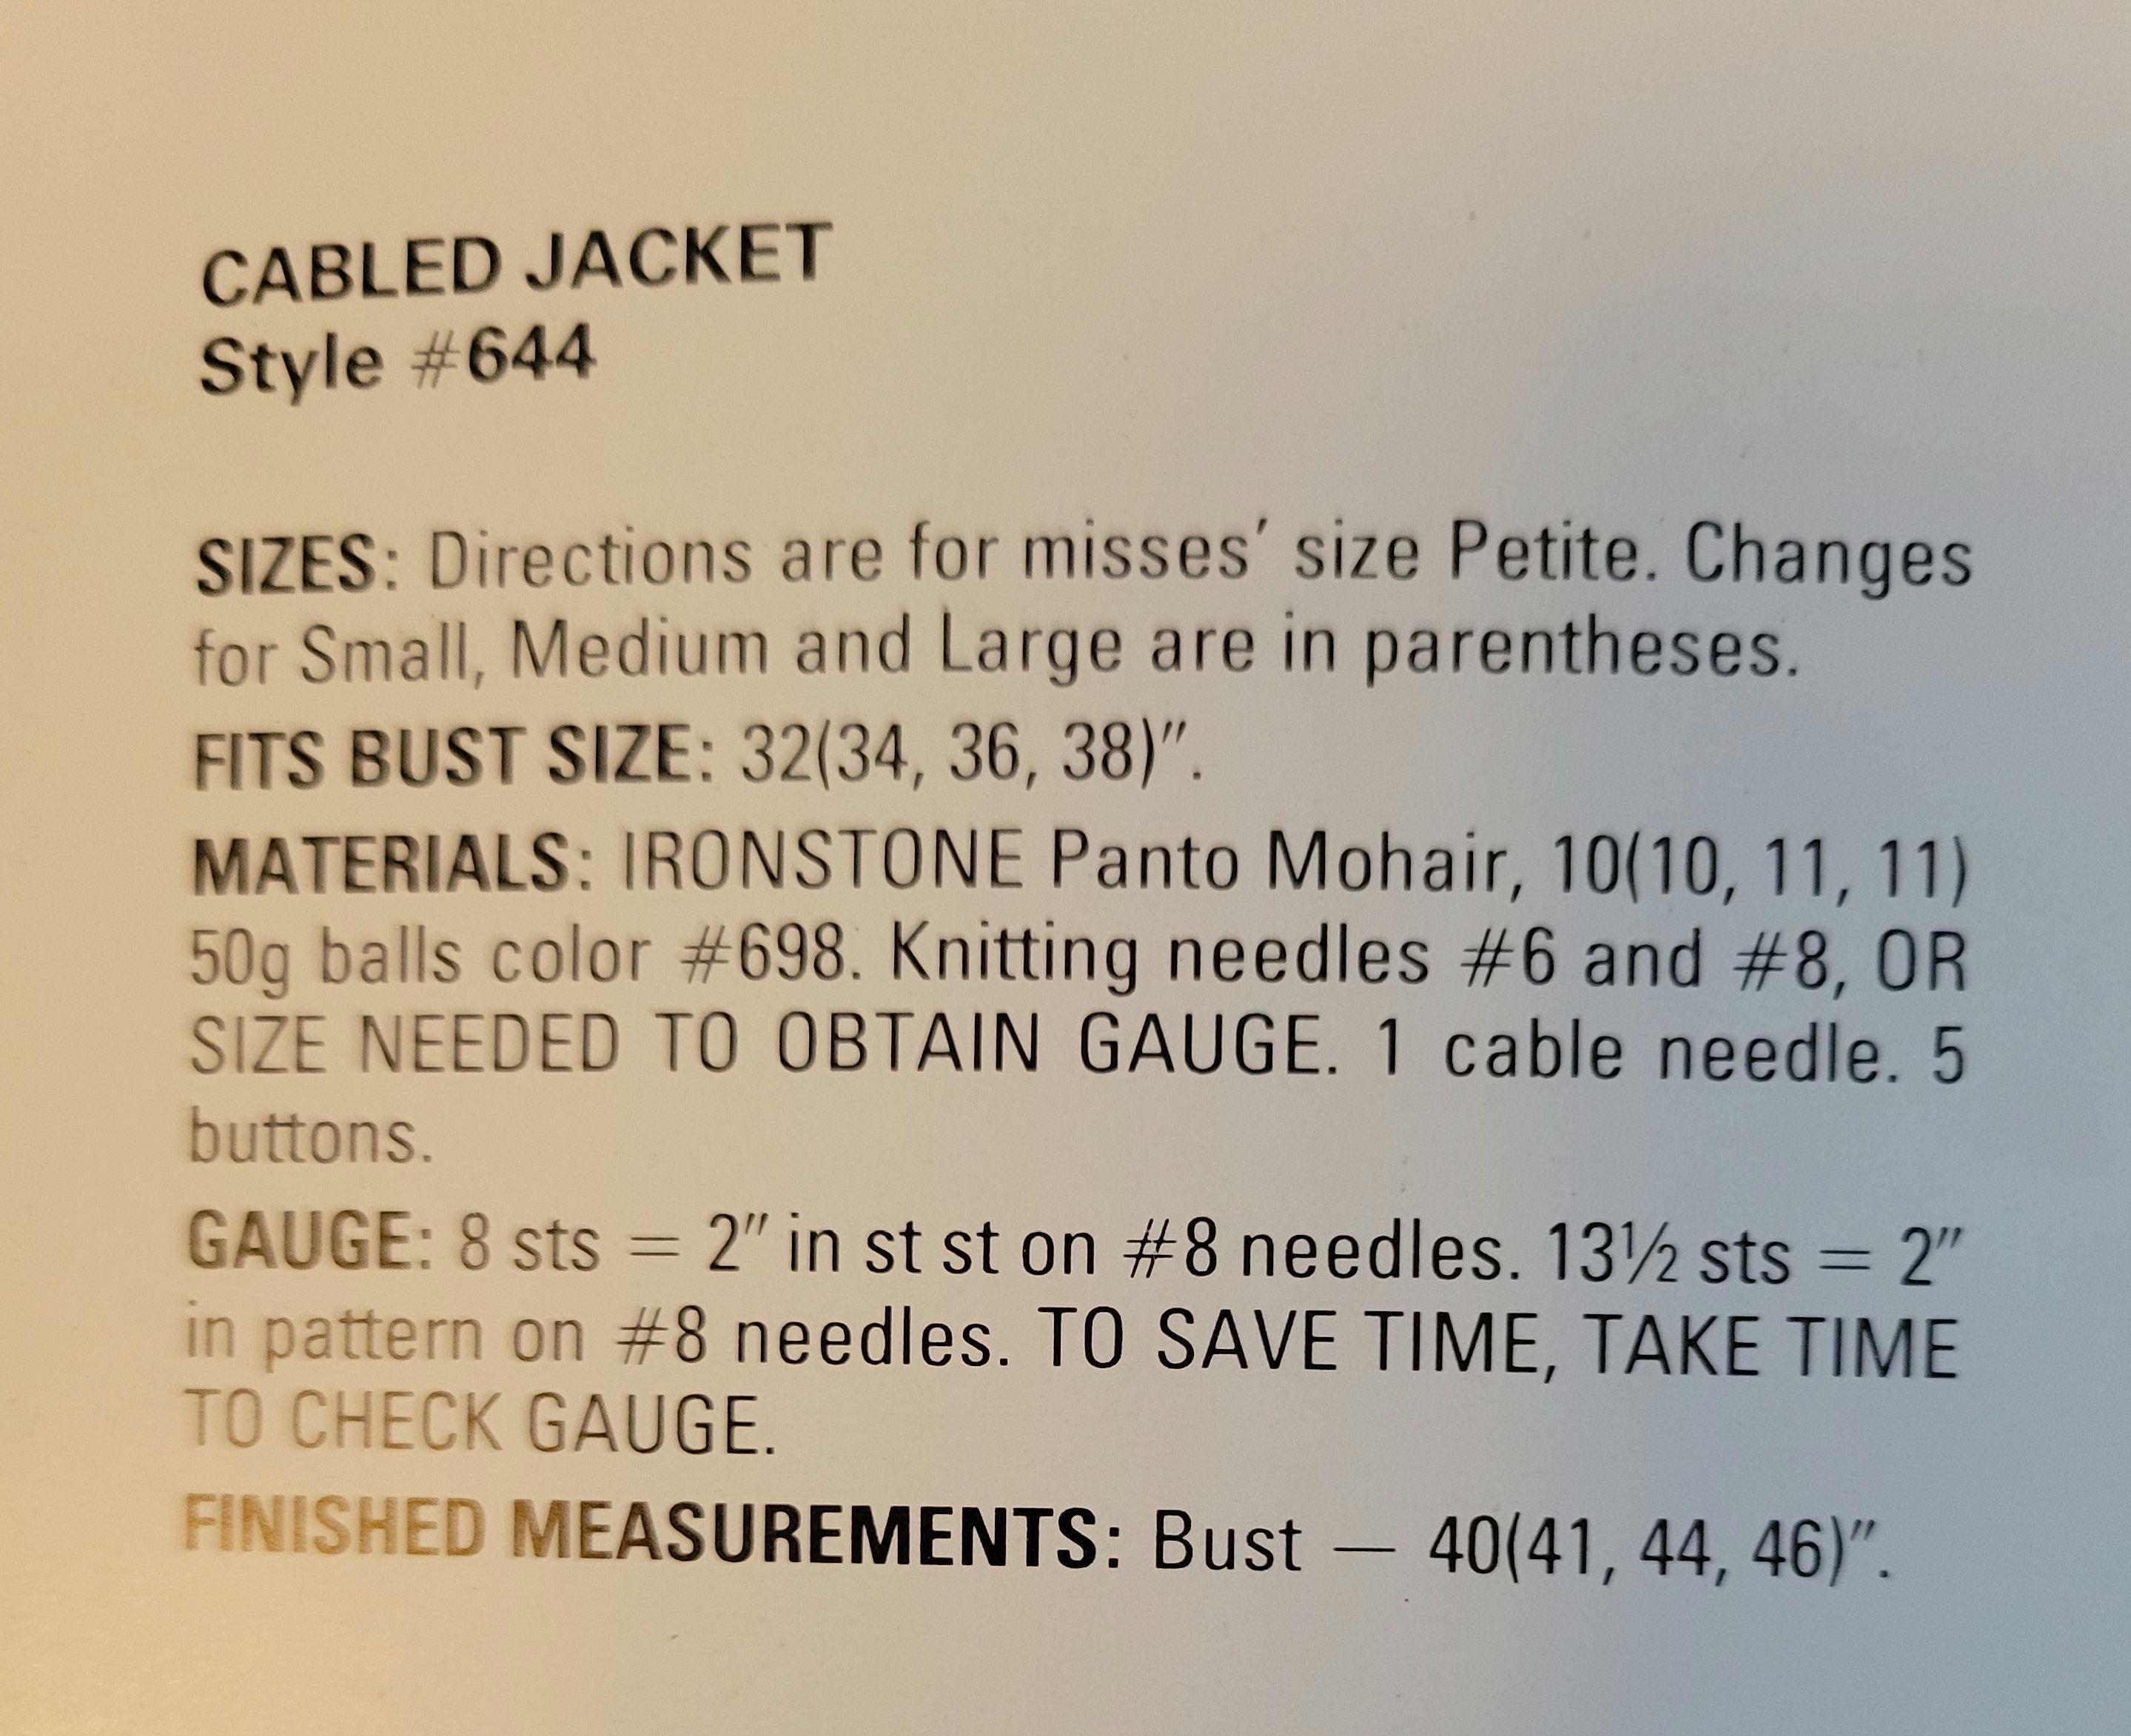 CABLED JACKET
Style #644
SIZES: Directions are for misses' size Petite. Changes
for Small, Medium and Large are in parentheses.
FITS BUST SIZE: 32(34, 36, 38)".
MATERIALS: IRONSTONE Panto Mohair, 10(10, 11, 11)
50g balls color #698. Knitting needles #6 and #8, OR
SIZE NEEDED TO OBTAIN GAUGE. 1 cable needle. 5
buttons.
GAUGE: 8 sts = 2" in st st on #8 needles. 13½ sts = 2"
in pattern on #8 needles. TO SAVE TIME, TAKE TIME
TO CHECK GAUGE.
FINISHED MEASUREMENTS: Bust — 40(41, 44, 46)".